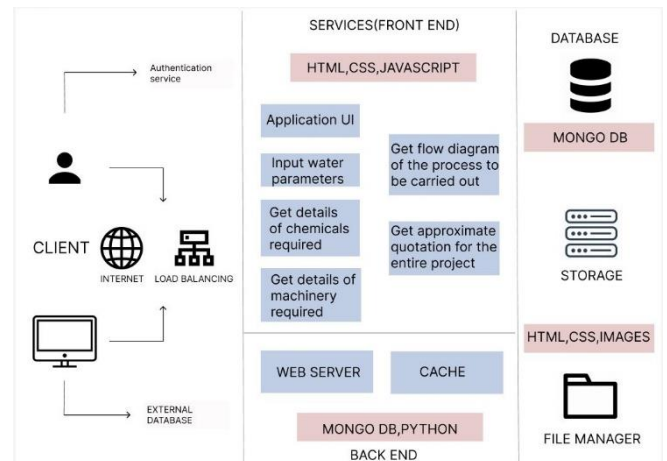 Authentication
service
CLIENT
INTERNET
LOAD BALANCING
EXTERNAL
DATABASE
SERVICES(FRONT END)
HTML,CSS,JAVASCRIPT
Application UI
Input water
parameters
Get details
of chemicals
required
Get details of
machinery
required
Get flow diagram
of the process to
be carried out
Get approximate
quotation for the
entire project
WEB SERVER
CACHE
MONGO DB,PYTHON
BACK END
DATABASE
MONGO DB
STORAGE
HTML,CSS,IMAGES
FILE MANAGER